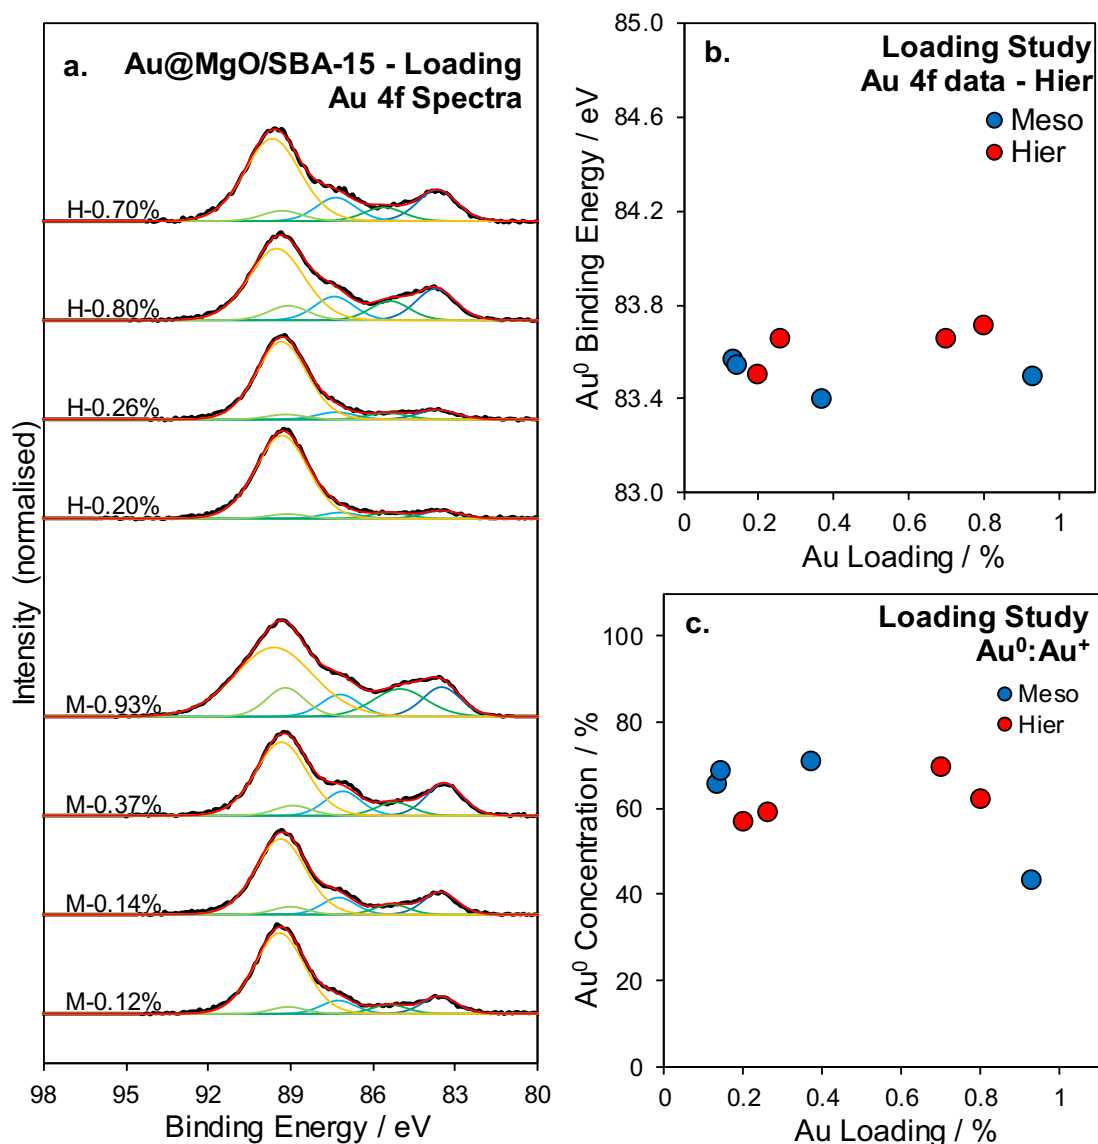 a. Au@MgO/SBA-15 - Loading
Au 4f Spectra
H-0.70%
H-0.80%
H-0.26%
H-0.20%
M-0.93%
M-0.37%
M-0.14%
M-0.12%
Intensity (normalised)
98 95 92 89 86 83 80
Binding Energy / eV
b. Loading Study
Au 4f data - Hier
Meso
Hier
85.0
84.6
84.2
83.8
83.4
83.0
Au⁰ Binding Energy / eV
0 0.2 0.4 0.6 0.8 1
Au Loading / %
c. Loading Study
Au⁰:Au⁺
Meso
Hier
100
80
60
40
20
0
Au⁰ Concentration / %
0.2 0.4 0.6 0.8 1
Au Loading / %